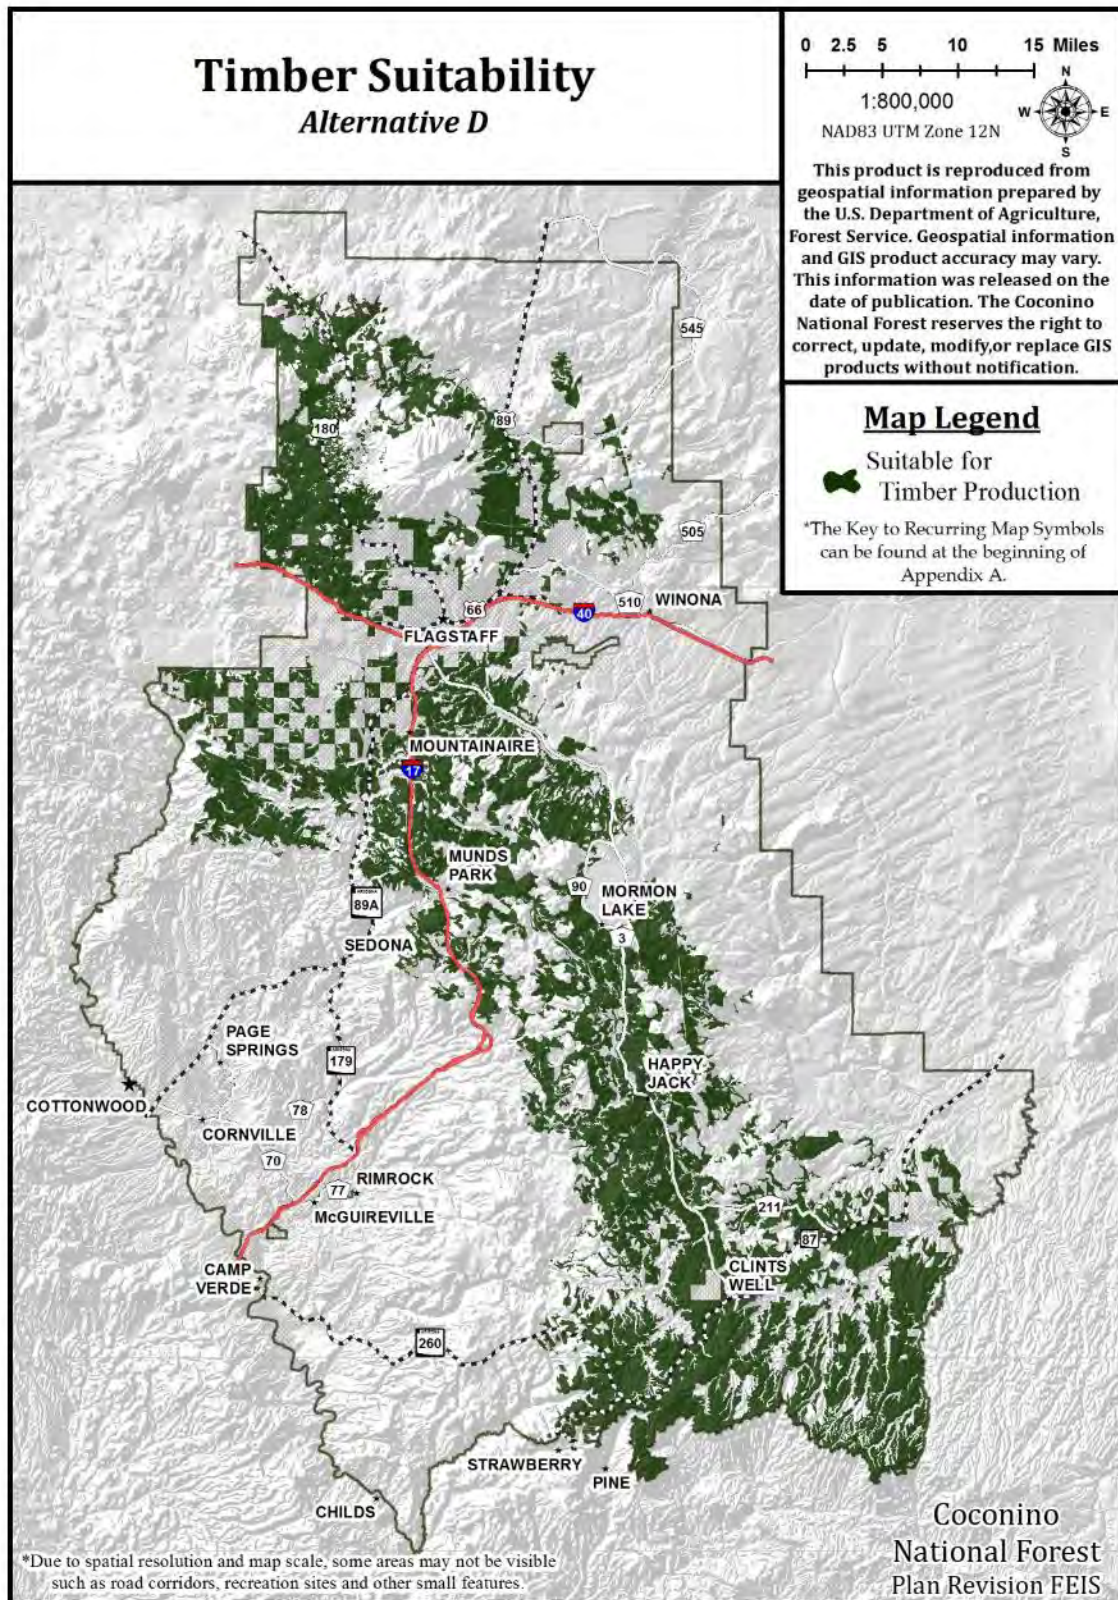 Timber Suitability
Alternative D
0 2.5 5 10 15 Miles
1:800,000
NAD83 UTM Zone 12N
N
W E
S
This product is reproduced from
geospatial information prepared by
the U.S. Department of Agriculture,
Forest Service. Geospatial information
and GIS product accuracy may vary.
This information was released on the
date of publication. The Coconino
National Forest reserves the right to
correct, update, modify,or replace GIS
products without notification.
Map Legend
Suitable for
Timber Production
*The Key to Recurring Map Symbols
can be found at the beginning of
Appendix A.
545
89
180
505
510
WINONA
40
66
FLAGSTAFF
MOUNTAINAIRE
17
MUNDS
PARK
90
MORMON
LAKE
89A
3
SEDONA
PAGE
SPRINGS
179
HAPPY
JACK
COTTONWOOD
78
CORNVILLE
70
RIMROCK
77
McGUIREVILLE
211
87
CAMP
VERDE
CLINTS
WELL
260
STRAWBERRY
PINE
CHILDS
Coconino
National Forest
Plan Revision FEIS
*Due to spatial resolution and map scale, some areas may not be visible
such as road corridors, recreation sites and other small features.